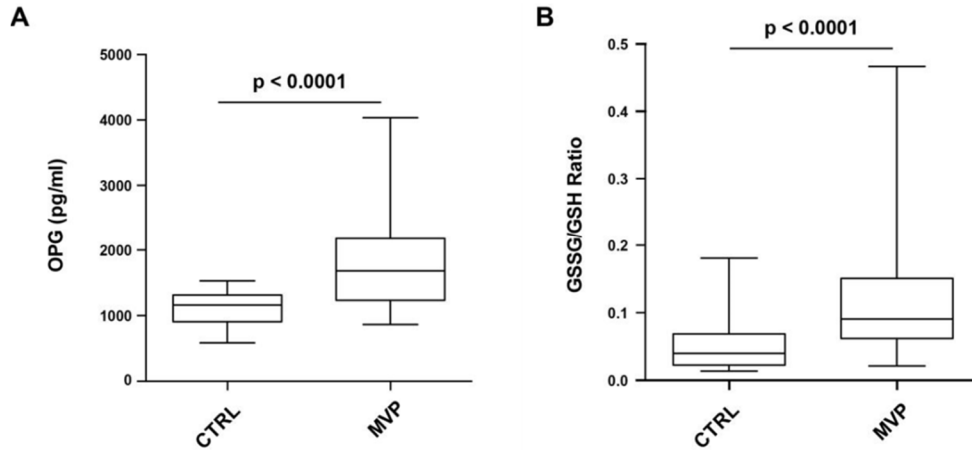 A
p < 0.0001
OPG (pg/ml)
5000
4000
3000
2000
1000
0
CTRL
MVP
B
p < 0.0001
GSSG/GSH Ratio
0.5
0.4
0.3
0.2
0.1
0.0
CTRL
MVP